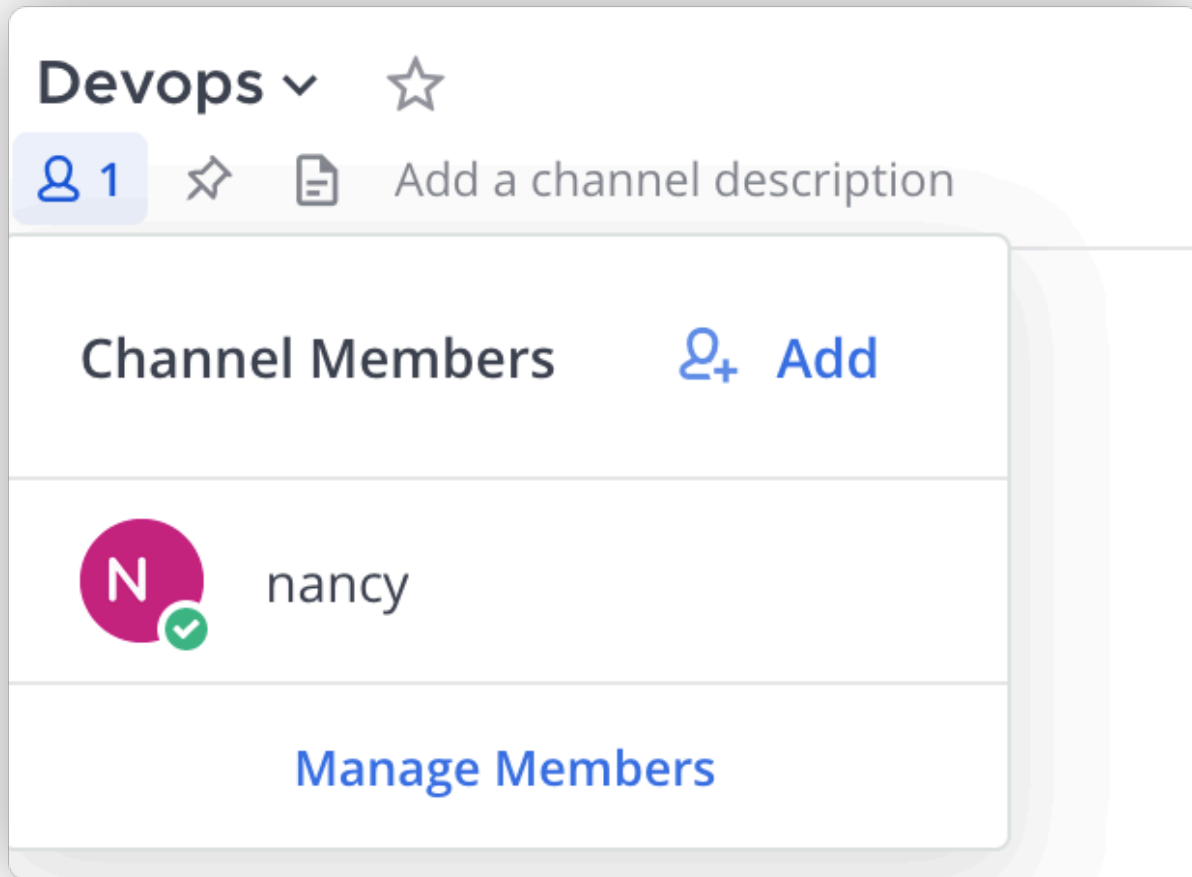 Devops
1 Add a channel description
Channel Members Add
N nancy
Manage Members